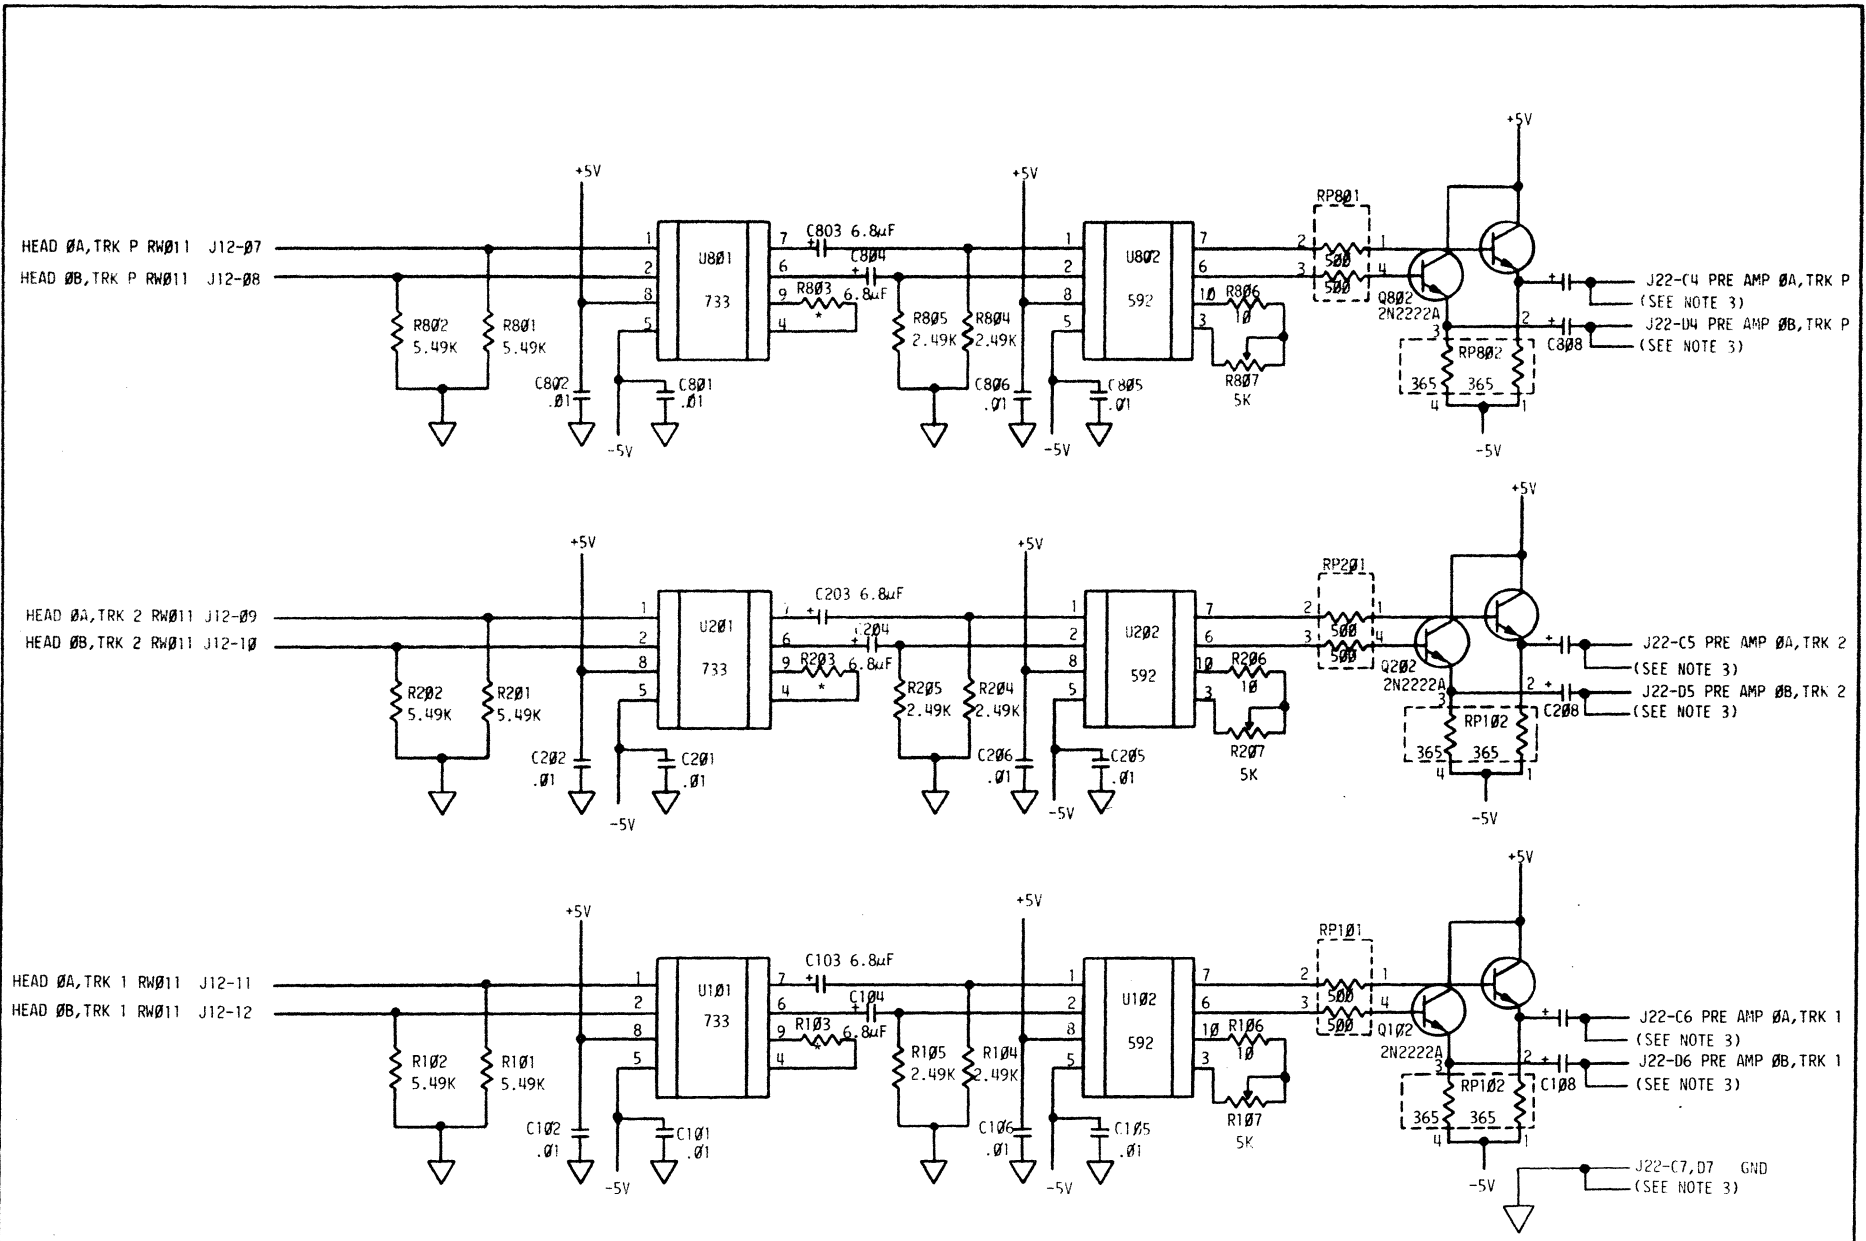 +5V
+5V
+5V
RP801
HEAD ØA,TRK P RWØ11 J12-07
HEAD ØB,TRK P RWØ11 J12-08
1
2
8
5
U8Ø1
733
7
6
9
4
C8Ø3 6.8µF
C8Ø4
6.8µF
R8Ø3
*
R8Ø2
5.49K
R8Ø1
5.49K
C8Ø2
.Ø1
C8Ø1
.Ø1
-5V
R8Ø5
2.49K
R8Ø4
2.49K
1
2
8
5
U8Ø2
592
7
6
1Ø
3
R8Ø6
1Ø
R8Ø7
5K
C8Ø6
.Ø1
C8Ø5
.Ø1
-5V
2
1
5ØØ
3
4
5ØØ
Q8Ø2
2N2222A
3
2
C8Ø8
RP8Ø2
365
365
4
1
-5V
J22-C4 PRE AMP ØA,TRK P
(SEE NOTE 3)
J22-D4 PRE AMP ØB,TRK P
(SEE NOTE 3)
+5V
+5V
+5V
RP2Ø1
HEAD ØA,TRK 2 RWØ11 J12-Ø9
HEAD ØB,TRK 2 RWØ11 J12-1Ø
1
2
8
5
U2Ø1
733
7
6
9
4
C2Ø3 6.8µF
C2Ø4
6.8µF
R2Ø3
*
R2Ø2
5.49K
R2Ø1
5.49K
C2Ø2
.Ø1
C2Ø1
.Ø1
-5V
R2Ø5
2.49K
R2Ø4
2.49K
1
2
8
5
U2Ø2
592
7
6
1Ø
3
R2Ø6
1Ø
R2Ø7
5K
C2Ø6
.Ø1
C2Ø5
.Ø1
-5V
2
1
5ØØ
3
4
5ØØ
Q2Ø2
2N2222A
3
2
C2Ø8
RP1Ø2
365
365
4
1
-5V
J22-C5 PRE AMP ØA,TRK 2
(SEE NOTE 3)
J22-D5 PRE AMP ØB,TRK 2
(SEE NOTE 3)
+5V
+5V
+5V
RP1Ø1
HEAD ØA,TRK 1 RWØ11 J12-11
HEAD ØB,TRK 1 RWØ11 J12-12
1
2
8
5
U1Ø1
733
7
6
9
4
C1Ø3 6.8µF
C1Ø4
6.8µF
R1Ø3
*
R1Ø2
5.49K
R1Ø1
5.49K
C1Ø2
.Ø1
C1Ø1
.Ø1
-5V
R1Ø5
2.49K
R1Ø4
2.49K
1
2
8
5
U1Ø2
592
7
6
1Ø
3
R1Ø6
1Ø
R1Ø7
5K
C1Ø6
.Ø1
C1Ø5
.Ø1
-5V
2
1
5ØØ
3
4
5ØØ
Q1Ø2
2N2222A
3
2
C1Ø8
RP1Ø2
365
365
4
1
-5V
J22-C6 PRE AMP ØA,TRK 1
(SEE NOTE 3)
J22-D6 PRE AMP ØB,TRK 1
(SEE NOTE 3)
J22-C7,D7 GND
(SEE NOTE 3)